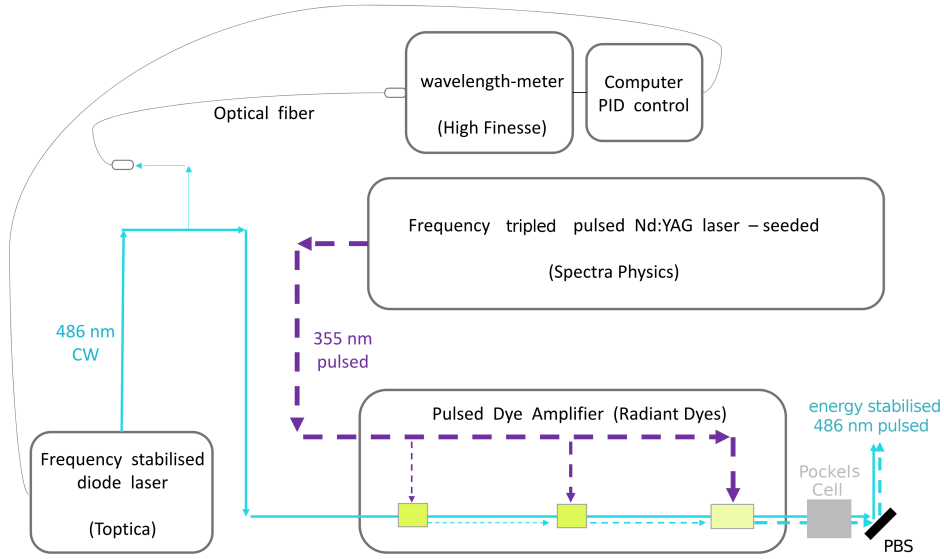 wavelength-meter
(High Finesse)
Computer
PID control
Optical fiber
Frequency tripled pulsed Nd:YAG laser – seeded
(Spectra Physics)
486 nm
CW
355 nm
pulsed
Pulsed Dye Amplifier (Radiant Dyes)
energy stabilised
486 nm pulsed
Frequency stabilised
diode laser
(Toptica)
Pockels
Cell
PBS